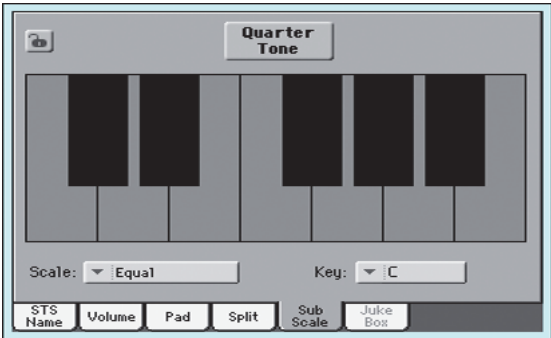 Quarter
Tone
Scale: Equal Key: C
STS
Name Volume Pad Split Sub
Scale Juke
Box